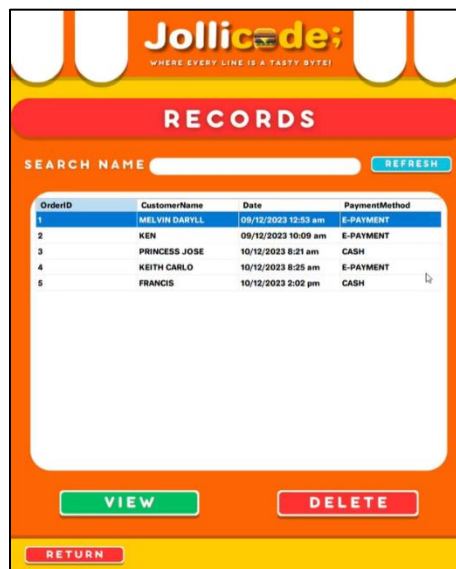 Jollicode;
WHERE EVERY LINE IS A TASTY BYTE!
RECORDS
SEARCH NAME REFRESH
OrderID CustomerName Date PaymentMethod
1 MELVIN DARYLL 09/12/2023 12:53 am E-PAYMENT
2 KEN 09/12/2023 10:09 am E-PAYMENT
3 PRINCESS JOSE 10/12/2023 8:21 am CASH
4 KEITH CARLO 10/12/2023 8:25 am E-PAYMENT
5 FRANCIS 10/12/2023 2:02 pm CASH
VIEW DELETE
RETURN